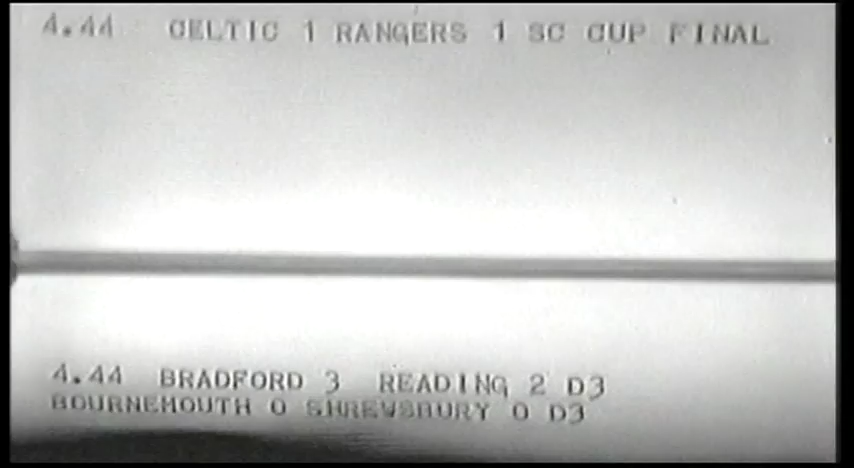 4.44 CELTIC 1 RANGERS 1 SC CUP FINAL
4.44 BRADFORD 3 READING 2 D3
BOURNEMOUTH 0 SHREWSBURY 0 D3